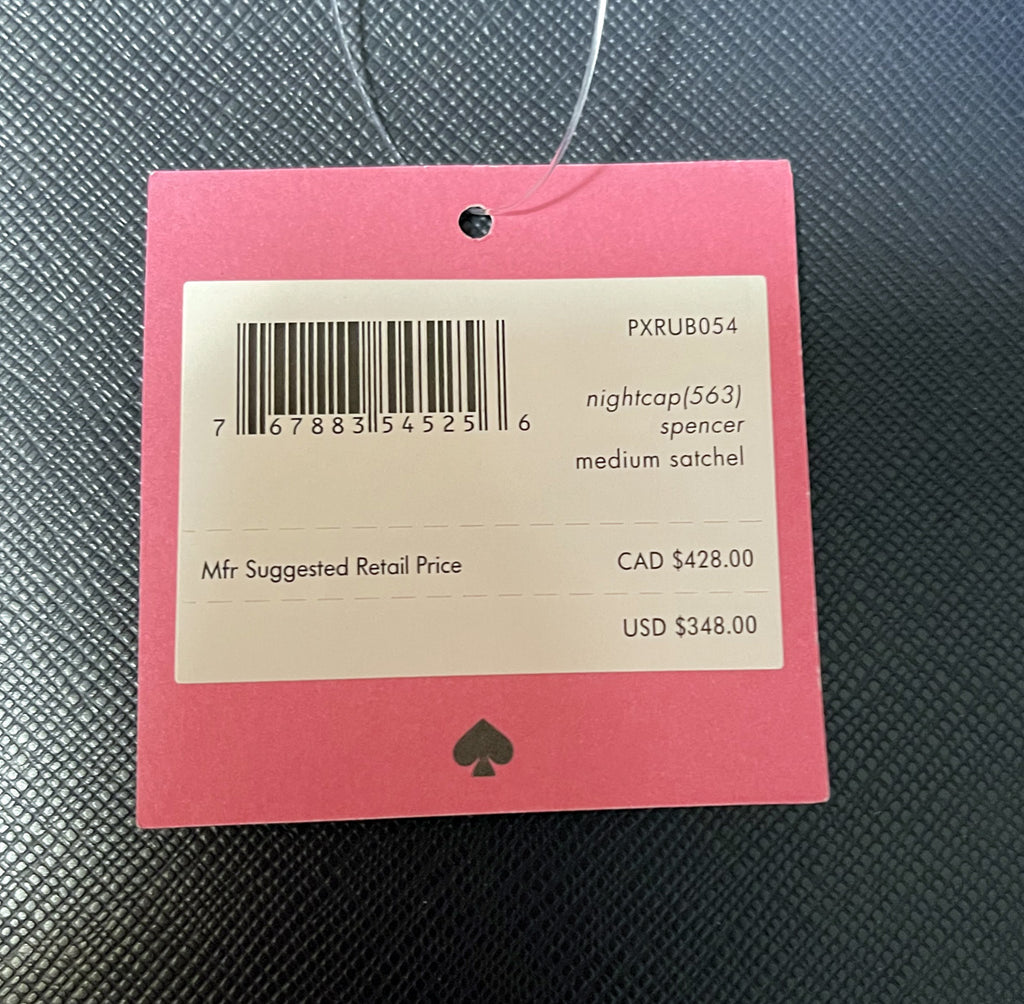 PXRUB054
7 67883 54525 6
nightcap(563)
spencer
medium satchel
Mfr Suggested Retail Price CAD $428.00
USD $348.00